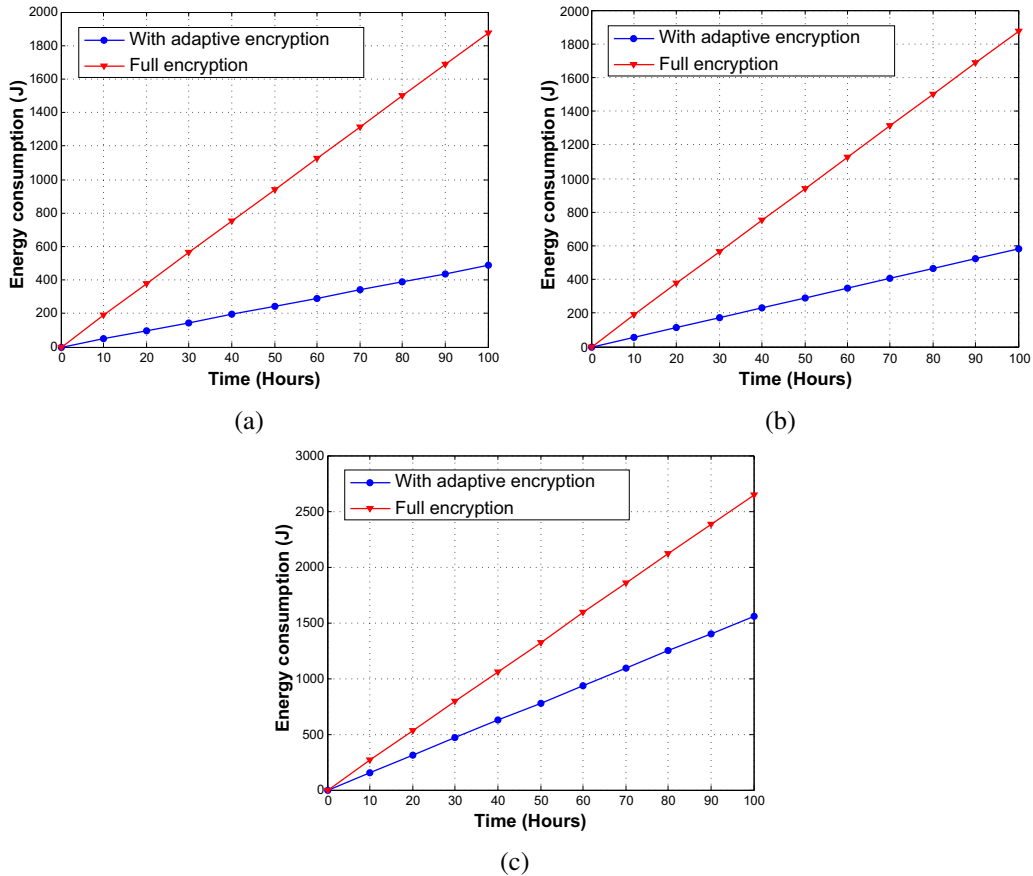 2000
1800
1600
1400
1200
1000
800
600
400
200
0
Energy consumption (J)
With adaptive encryption
Full encryption
0 10 20 30 40 50 60 70 80 90 100
Time (Hours)
(a)
2000
1800
1600
1400
1200
1000
800
600
400
200
0
Energy consumption (J)
With adaptive encryption
Full encryption
0 10 20 30 40 50 60 70 80 90 100
Time (Hours)
(b)
3000
2500
2000
1500
1000
500
0
Energy consumption (J)
With adaptive encryption
Full encryption
0 10 20 30 40 50 60 70 80 90 100
Time (Hours)
(c)